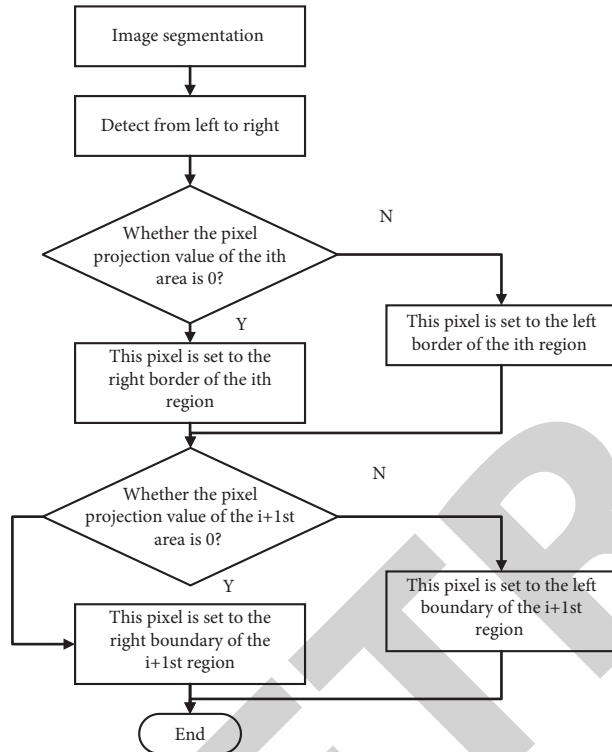 Image segmentation
Detect from left to right
Whether the pixel
projection value of the ith
area is 0?
N
Y
This pixel is set to the left
border of the ith region
This pixel is set to the
right border of the ith
region
Whether the pixel
projection value of the i+1st
area is 0?
N
Y
This pixel is set to the left
boundary of the i+1st
region
This pixel is set to the
right boundary of the
i+1st region
End
TR